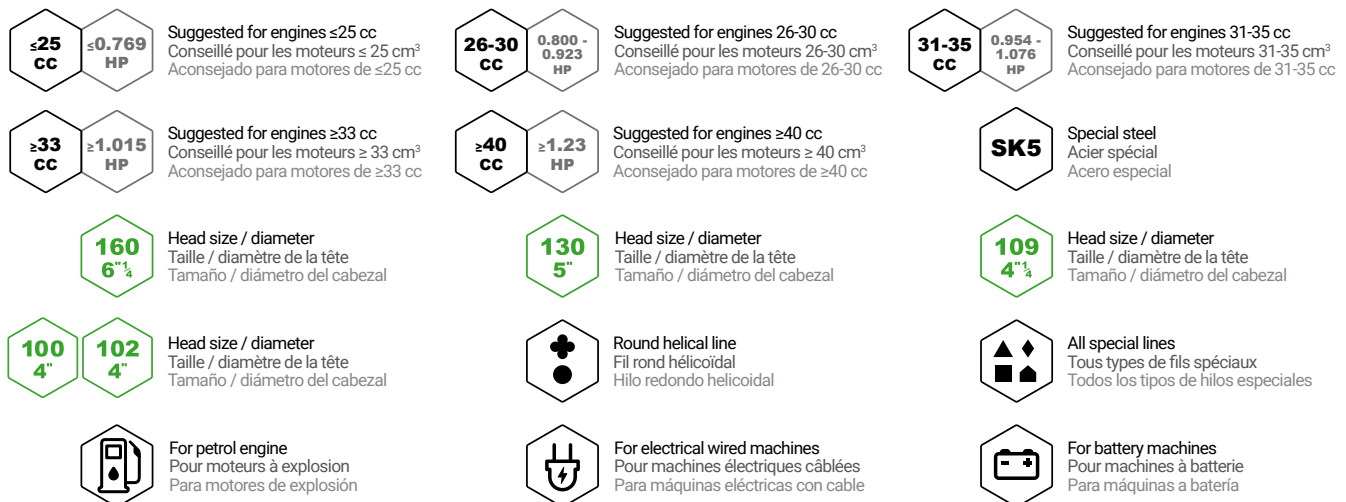 ≤25
CC
≤0.769
HP
Suggested for engines ≤25 cc
Conseillé pour les moteurs ≤ 25 cm³
Aconsejado para motores de ≤25 cc
26-30
CC
0.800 -
0.923
HP
Suggested for engines 26-30 cc
Conseillé pour les moteurs 26-30 cm³
Aconsejado para motores de 26-30 cc
31-35
CC
0.954 -
1.076
HP
Suggested for engines 31-35 cc
Conseillé pour les moteurs 31-35 cm³
Aconsejado para motores de 31-35 cc
≥33
CC
≥1.015
HP
Suggested for engines ≥33 cc
Conseillé pour les moteurs ≥ 33 cm³
Aconsejado para motores de ≥33 cc
≥40
CC
≥1.23
HP
Suggested for engines ≥40 cc
Conseillé pour les moteurs ≥ 40 cm³
Aconsejado para motores de ≥40 cc
SK5
Special steel
Acier spécial
Acero especial
160
6"¼
Head size / diameter
Taille / diamètre de la tête
Tamaño / diámetro del cabezal
130
5"
Head size / diameter
Taille / diamètre de la tête
Tamaño / diámetro del cabezal
109
4"¼
Head size / diameter
Taille / diamètre de la tête
Tamaño / diámetro del cabezal
100
4"
102
4"
Head size / diameter
Taille / diamètre de la tête
Tamaño / diámetro del cabezal
Round helical line
Fil rond hélicoïdal
Hilo redondo helicoidal
All special lines
Tous types de fils spéciaux
Todos los tipos de hilos especiales
For petrol engine
Pour moteurs à explosion
Para motores de explosión
For electrical wired machines
Pour machines électriques câblées
Para máquinas eléctricas con cable
For battery machines
Pour machines à batterie
Para máquinas a batería